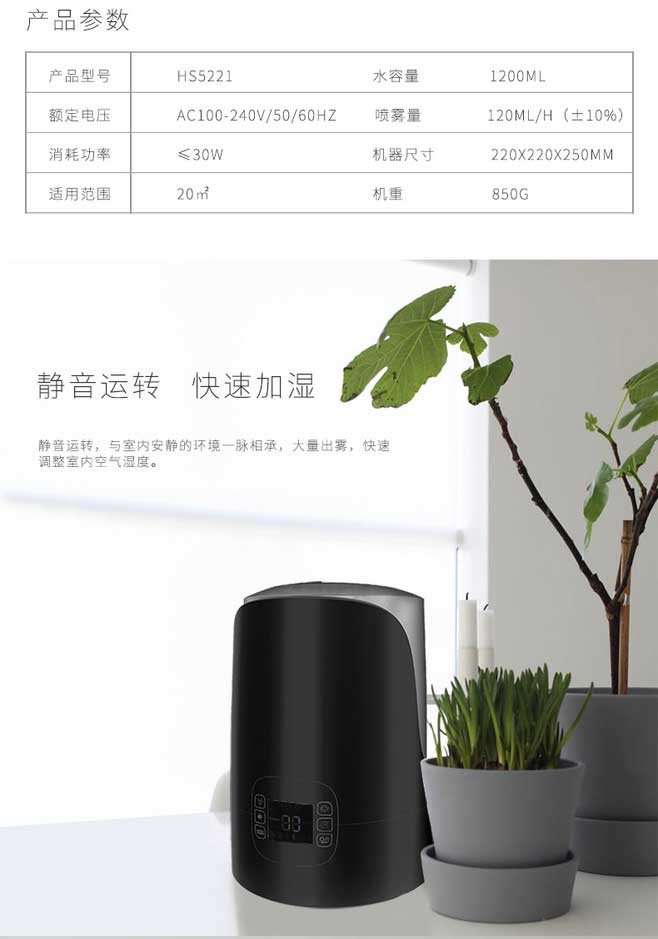 产品参数
产品型号 HS5221 水容量 1200ML
额定电压 AC100-240V/50/60HZ 喷雾量 120ML/H（±10%）
消耗功率 ≤30W 机器尺寸 220X220X250MM
适用范围 20㎡ 机重 850G
静音运转 快速加湿
静音运转，与室内安静的环境一脉相承，大量出雾，快速
调整室内空气湿度。